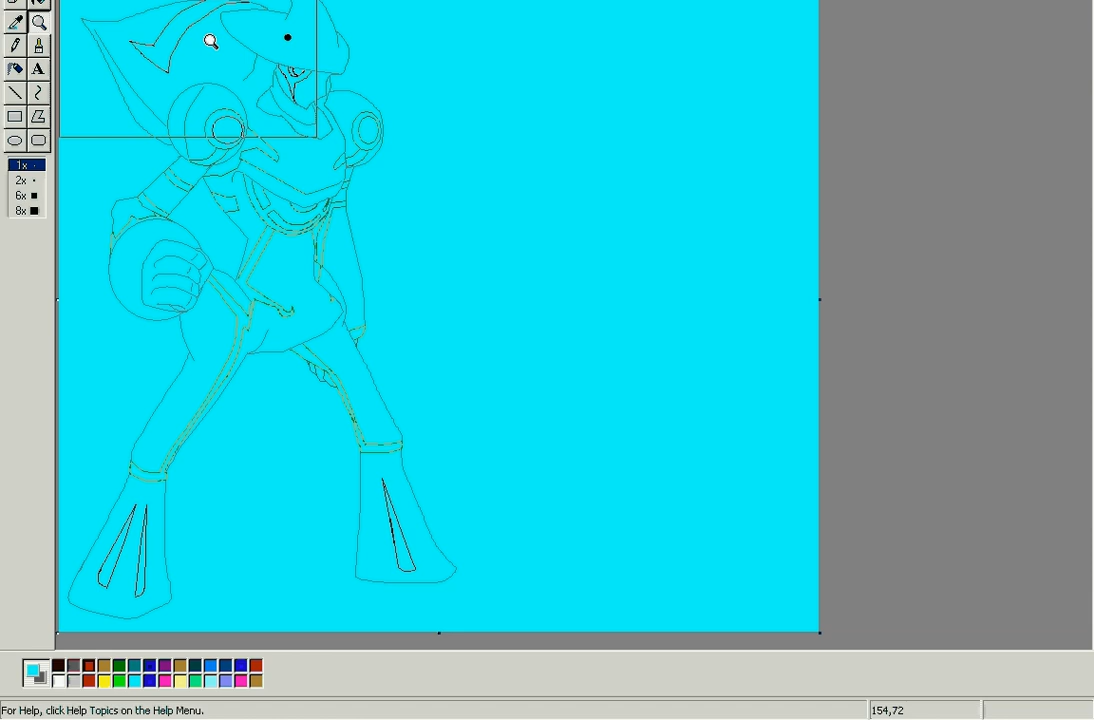 A
1x
2x
6x
8x
For Help, click Help Topics on the Help Menu.
154,72